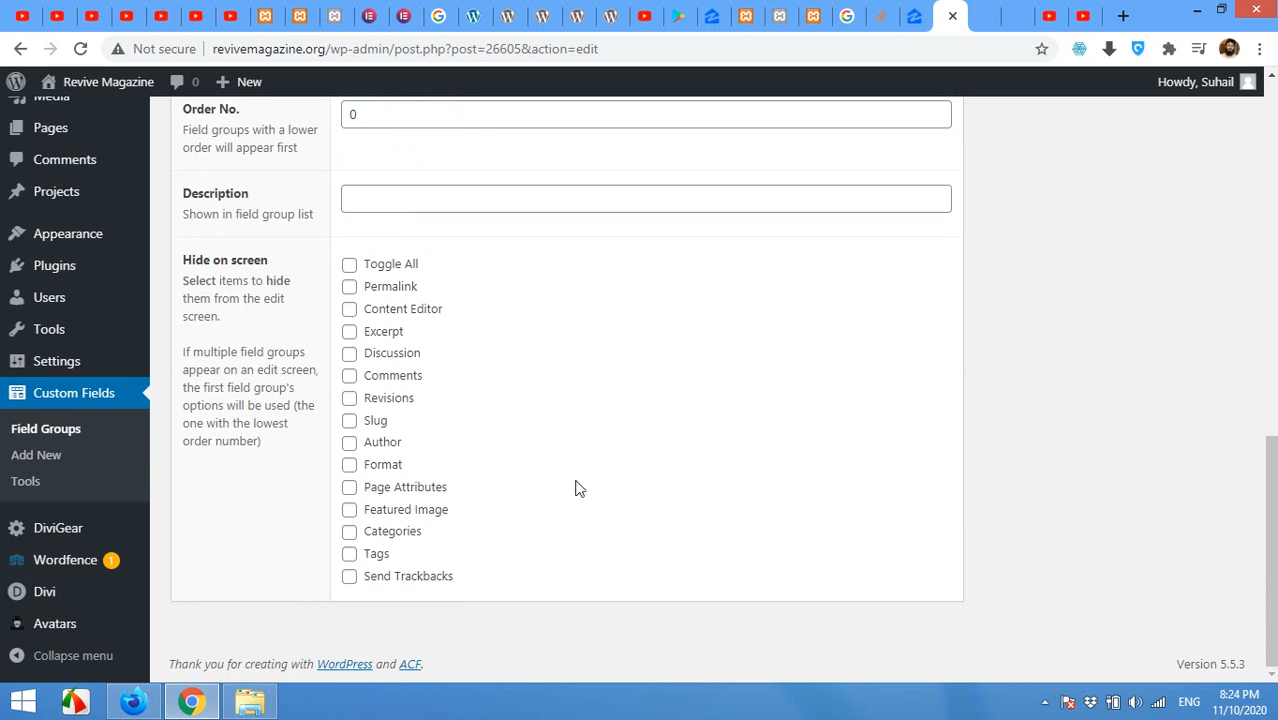 Not secure
revivemagazine.org/wp-admin/post.php?post=26605&action=edit
Revive Magazine
0
New
Howdy, Suhail
Media
Pages
Comments
Projects
Appearance
Plugins
Users
Tools
Settings
Custom Fields
Field Groups
Add New
Tools
DiviGear
Wordfence 1
Divi
Avatars
Collapse menu
Order No.
Field groups with a lower
order will appear first
0
Description
Shown in field group list
Hide on screen
Select items to hide
them from the edit
screen.
If multiple field groups
appear on an edit screen,
the first field group's
options will be used (the
one with the lowest
order number)
Toggle All
Permalink
Content Editor
Excerpt
Discussion
Comments
Revisions
Slug
Author
Format
Page Attributes
Featured Image
Categories
Tags
Send Trackbacks
Thank you for creating with WordPress and ACF.
Version 5.5.3
ENG
8:24 PM
11/10/2020